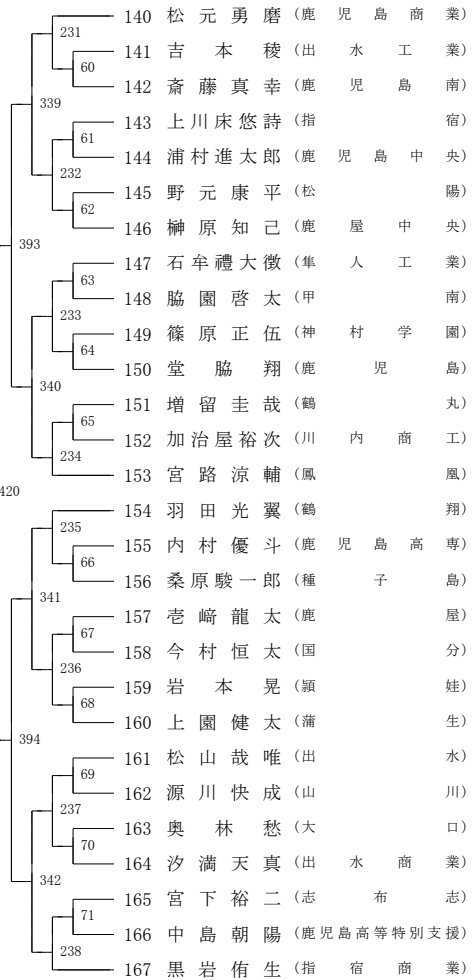 140 松元勇磨 (鹿児島商業)
231
141 吉本稜 (出水工業)
60
142 斎藤真幸 (鹿児島南)
339
143 上川床悠詩 (指宿)
61
144 浦村進太郎 (鹿児島中央)
232
145 野元康平 (松陽)
62
146 榊原知己 (鹿屋中央)
393
147 石牟禮大徴 (隼人工業)
63
148 脇園啓太 (甲南)
233
149 篠原正伍 (神村学園)
64
150 堂脇翔 (鹿児島)
340
151 増留圭哉 (鶴丸)
65
152 加治屋裕次 (川内商工)
234
153 宮路涼輔 (鳳凰)
420
154 羽田光翼 (鶴翔)
235
155 内村優斗 (鹿児島高専)
66
156 桑原駿一郎 (種子島)
341
157 壱﨑龍太 (鹿屋)
67
158 今村恒太 (国分)
236
159 岩本晃 (頴娃)
68
160 上園健太 (蒲生)
394
161 松山哉唯 (出水)
69
162 源川快成 (山川)
237
163 奥林愁 (大口)
70
164 汐満天真 (出水商業)
342
165 宮下裕二 (志布志)
71
166 中島朝陽 (鹿児島高等特別支援)
238
167 黒岩侑生 (指宿商業)